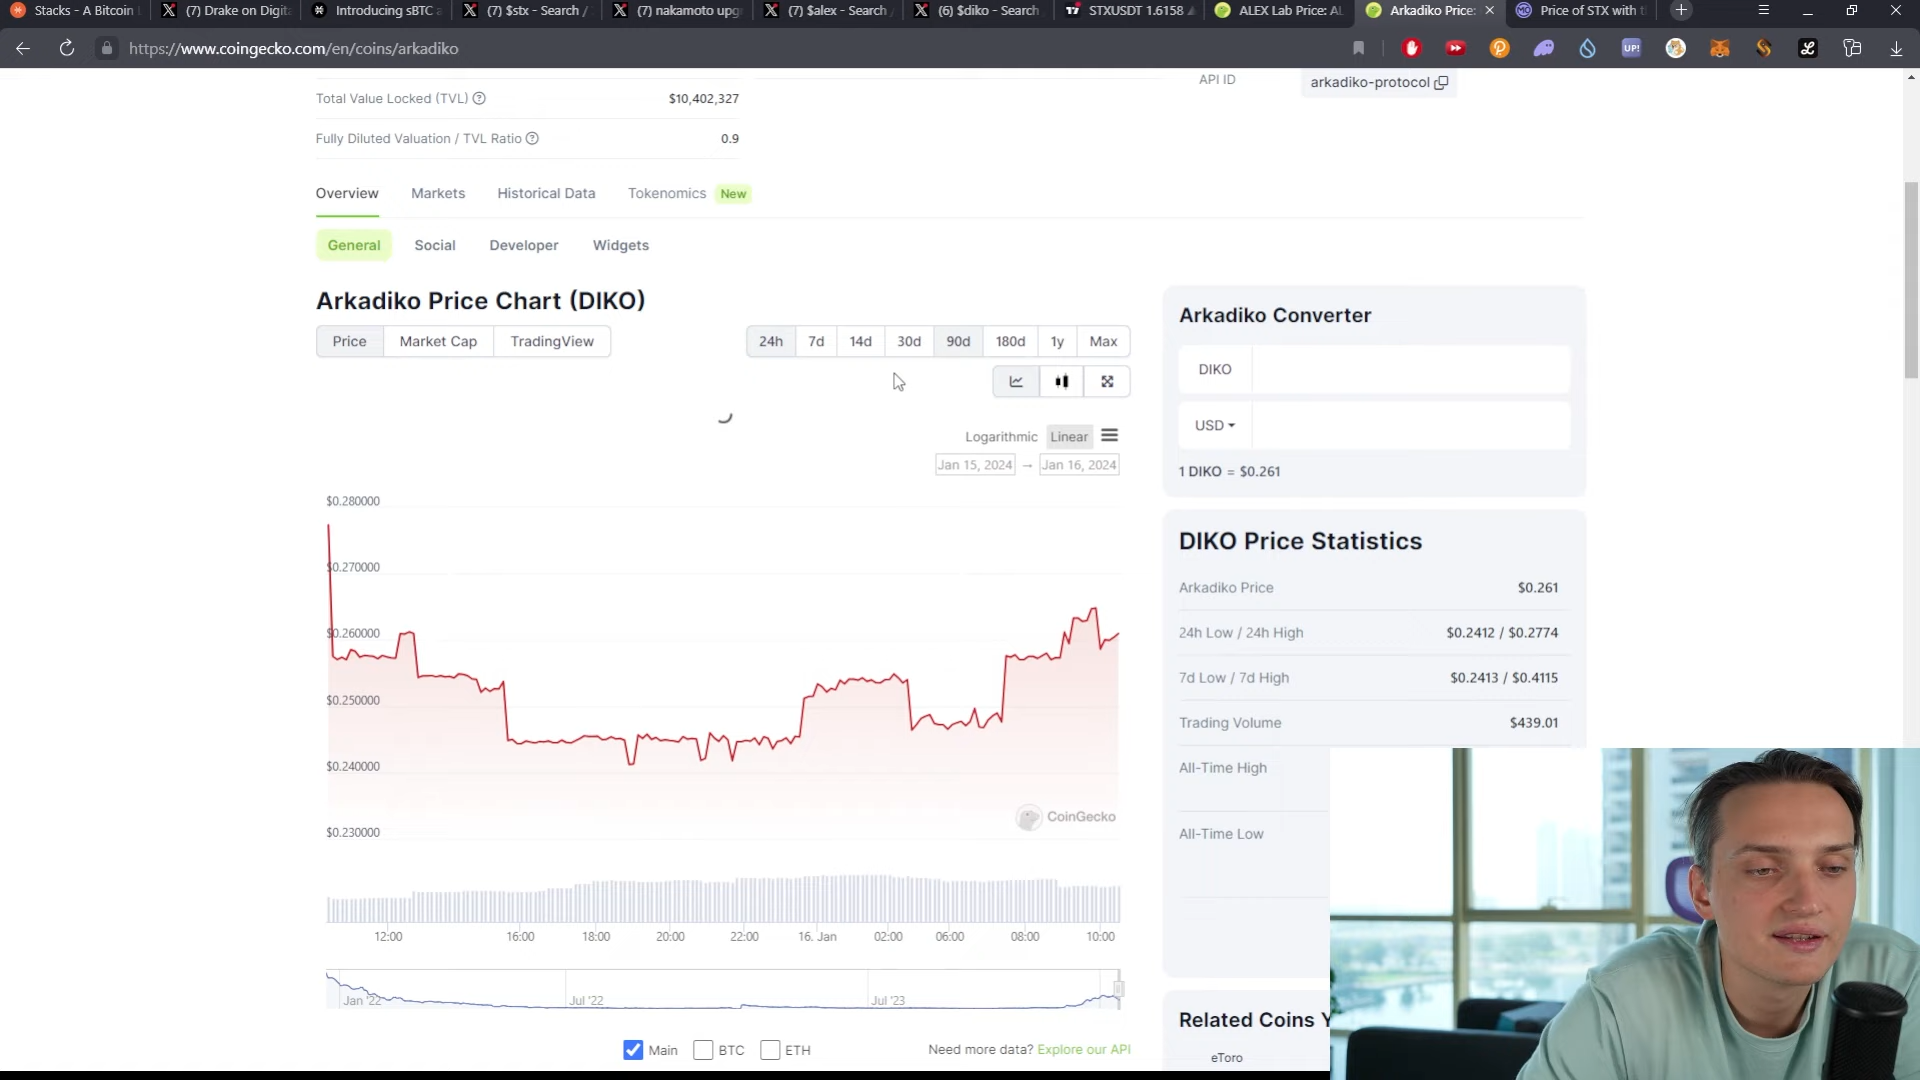 Stacks - A Bitcoin
(7) Drake on Digit
Introducing sBTC a
(7) $stx - Search /
(7) nakamoto upg
(7) $alex - Search
(6) $diko - Search
STXUSDT 1.6158
ALEX Lab Price: AL
Arkadiko Price:
Price of STX with t
https://www.coingecko.com/en/coins/arkadiko
UP!
Total Value Locked (TVL) $10,402,327
API ID arkadiko-protocol
Fully Diluted Valuation / TVL Ratio 0.9
Overview Markets Historical Data Tokenomics New
General Social Developer Widgets
Arkadiko Price Chart (DIKO)
Price Market Cap TradingView
24h 7d 14d 30d 90d 180d 1y Max
Logarithmic Linear
Jan 15, 2024 → Jan 16, 2024
$0.280000
$0.270000
$0.260000
$0.250000
$0.240000
$0.230000
CoinGecko
12:00 16:00 18:00 20:00 22:00 16. Jan 02:00 06:00 08:00 10:00
Jan '22 Jul '22 Jul '23
Main BTC ETH
Need more data? Explore our API
Arkadiko Converter
DIKO
USD
1 DIKO = $0.261
DIKO Price Statistics
Arkadiko Price $0.261
24h Low / 24h High $0.2412 / $0.2774
7d Low / 7d High $0.2413 / $0.4115
Trading Volume $439.01
All-Time High
All-Time Low
Related Coins Y
eToro